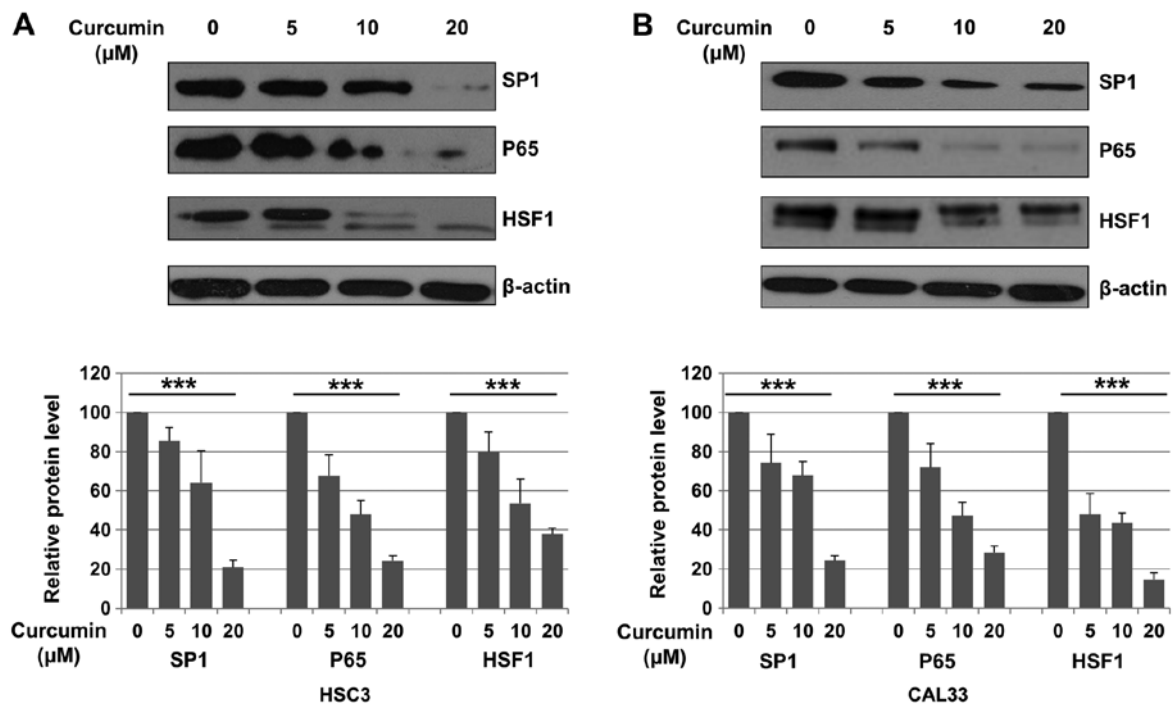 A
Curcumin 0 5 10 20
(µM)
SP1
P65
HSF1
β-actin
120
100
80
60
40
20
0
Relative protein level
*** *** ***
Curcumin 0 5 10 20 0 5 10 20 0 5 10 20
(µM)
SP1 P65 HSF1
HSC3
B
Curcumin 0 5 10 20
(µM)
SP1
P65
HSF1
β-actin
120
100
80
60
40
20
0
Relative protein level
*** *** ***
Curcumin 0 5 10 20 0 5 10 20 0 5 10 20
(µM)
SP1 P65 HSF1
CAL33